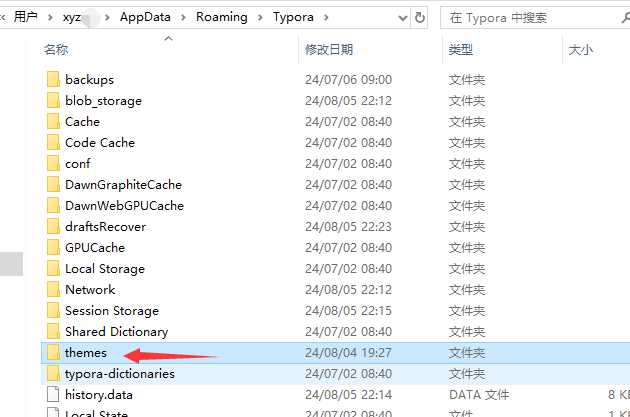 « 用户 › xyz › AppData › Roaming › Typora › 在 Typora 中搜索
名称 修改日期 类型 大小
backups 24/07/06 09:00 文件夹
blob_storage 24/08/05 22:12 文件夹
Cache 24/07/02 08:40 文件夹
Code Cache 24/07/02 08:40 文件夹
conf 24/07/02 08:40 文件夹
DawnGraphiteCache 24/07/02 08:40 文件夹
DawnWebGPUCache 24/07/02 08:40 文件夹
draftsRecover 24/08/05 22:23 文件夹
GPUCache 24/07/02 08:40 文件夹
Local Storage 24/07/02 08:40 文件夹
Network 24/08/05 22:12 文件夹
Session Storage 24/08/05 22:15 文件夹
Shared Dictionary 24/07/02 08:40 文件夹
themes 24/08/04 19:27 文件夹
typora-dictionaries 24/07/02 08:40 文件夹
history.data 24/08/05 22:14 DATA 文件 8 K
Local State 24/07/02 08:40 文件 1 K